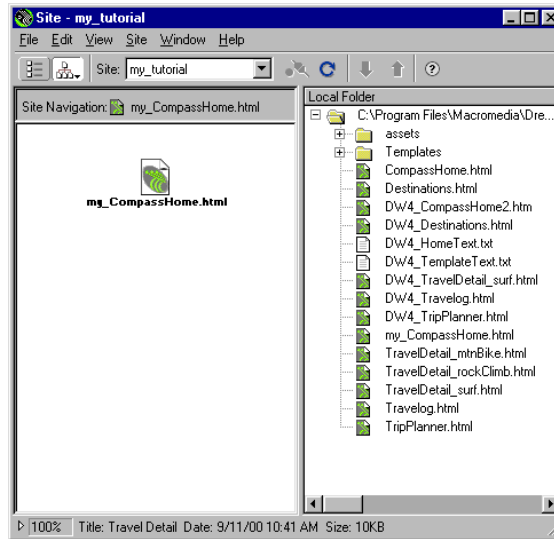 Site - my_tutorial
File Edit View Site Window Help
Site: my_tutorial
Site Navigation: my_CompassHome.html
my_CompassHome.html
Local Folder
C:\Program Files\Macromedia\Dre...
assets
Templates
CompassHome.html
Destinations.html
DW4_CompassHome2.htm
DW4_Destinations.html
DW4_HomeText.txt
DW4_TemplateText.txt
DW4_TravelDetail_surf.html
DW4_Travelog.html
DW4_TripPlanner.html
my_CompassHome.html
TravelDetail_mtnBike.html
TravelDetail_rockClimb.html
TravelDetail_surf.html
Travelog.html
TripPlanner.html
100% Title: Travel Detail Date: 9/11/00 10:41 AM Size: 10KB